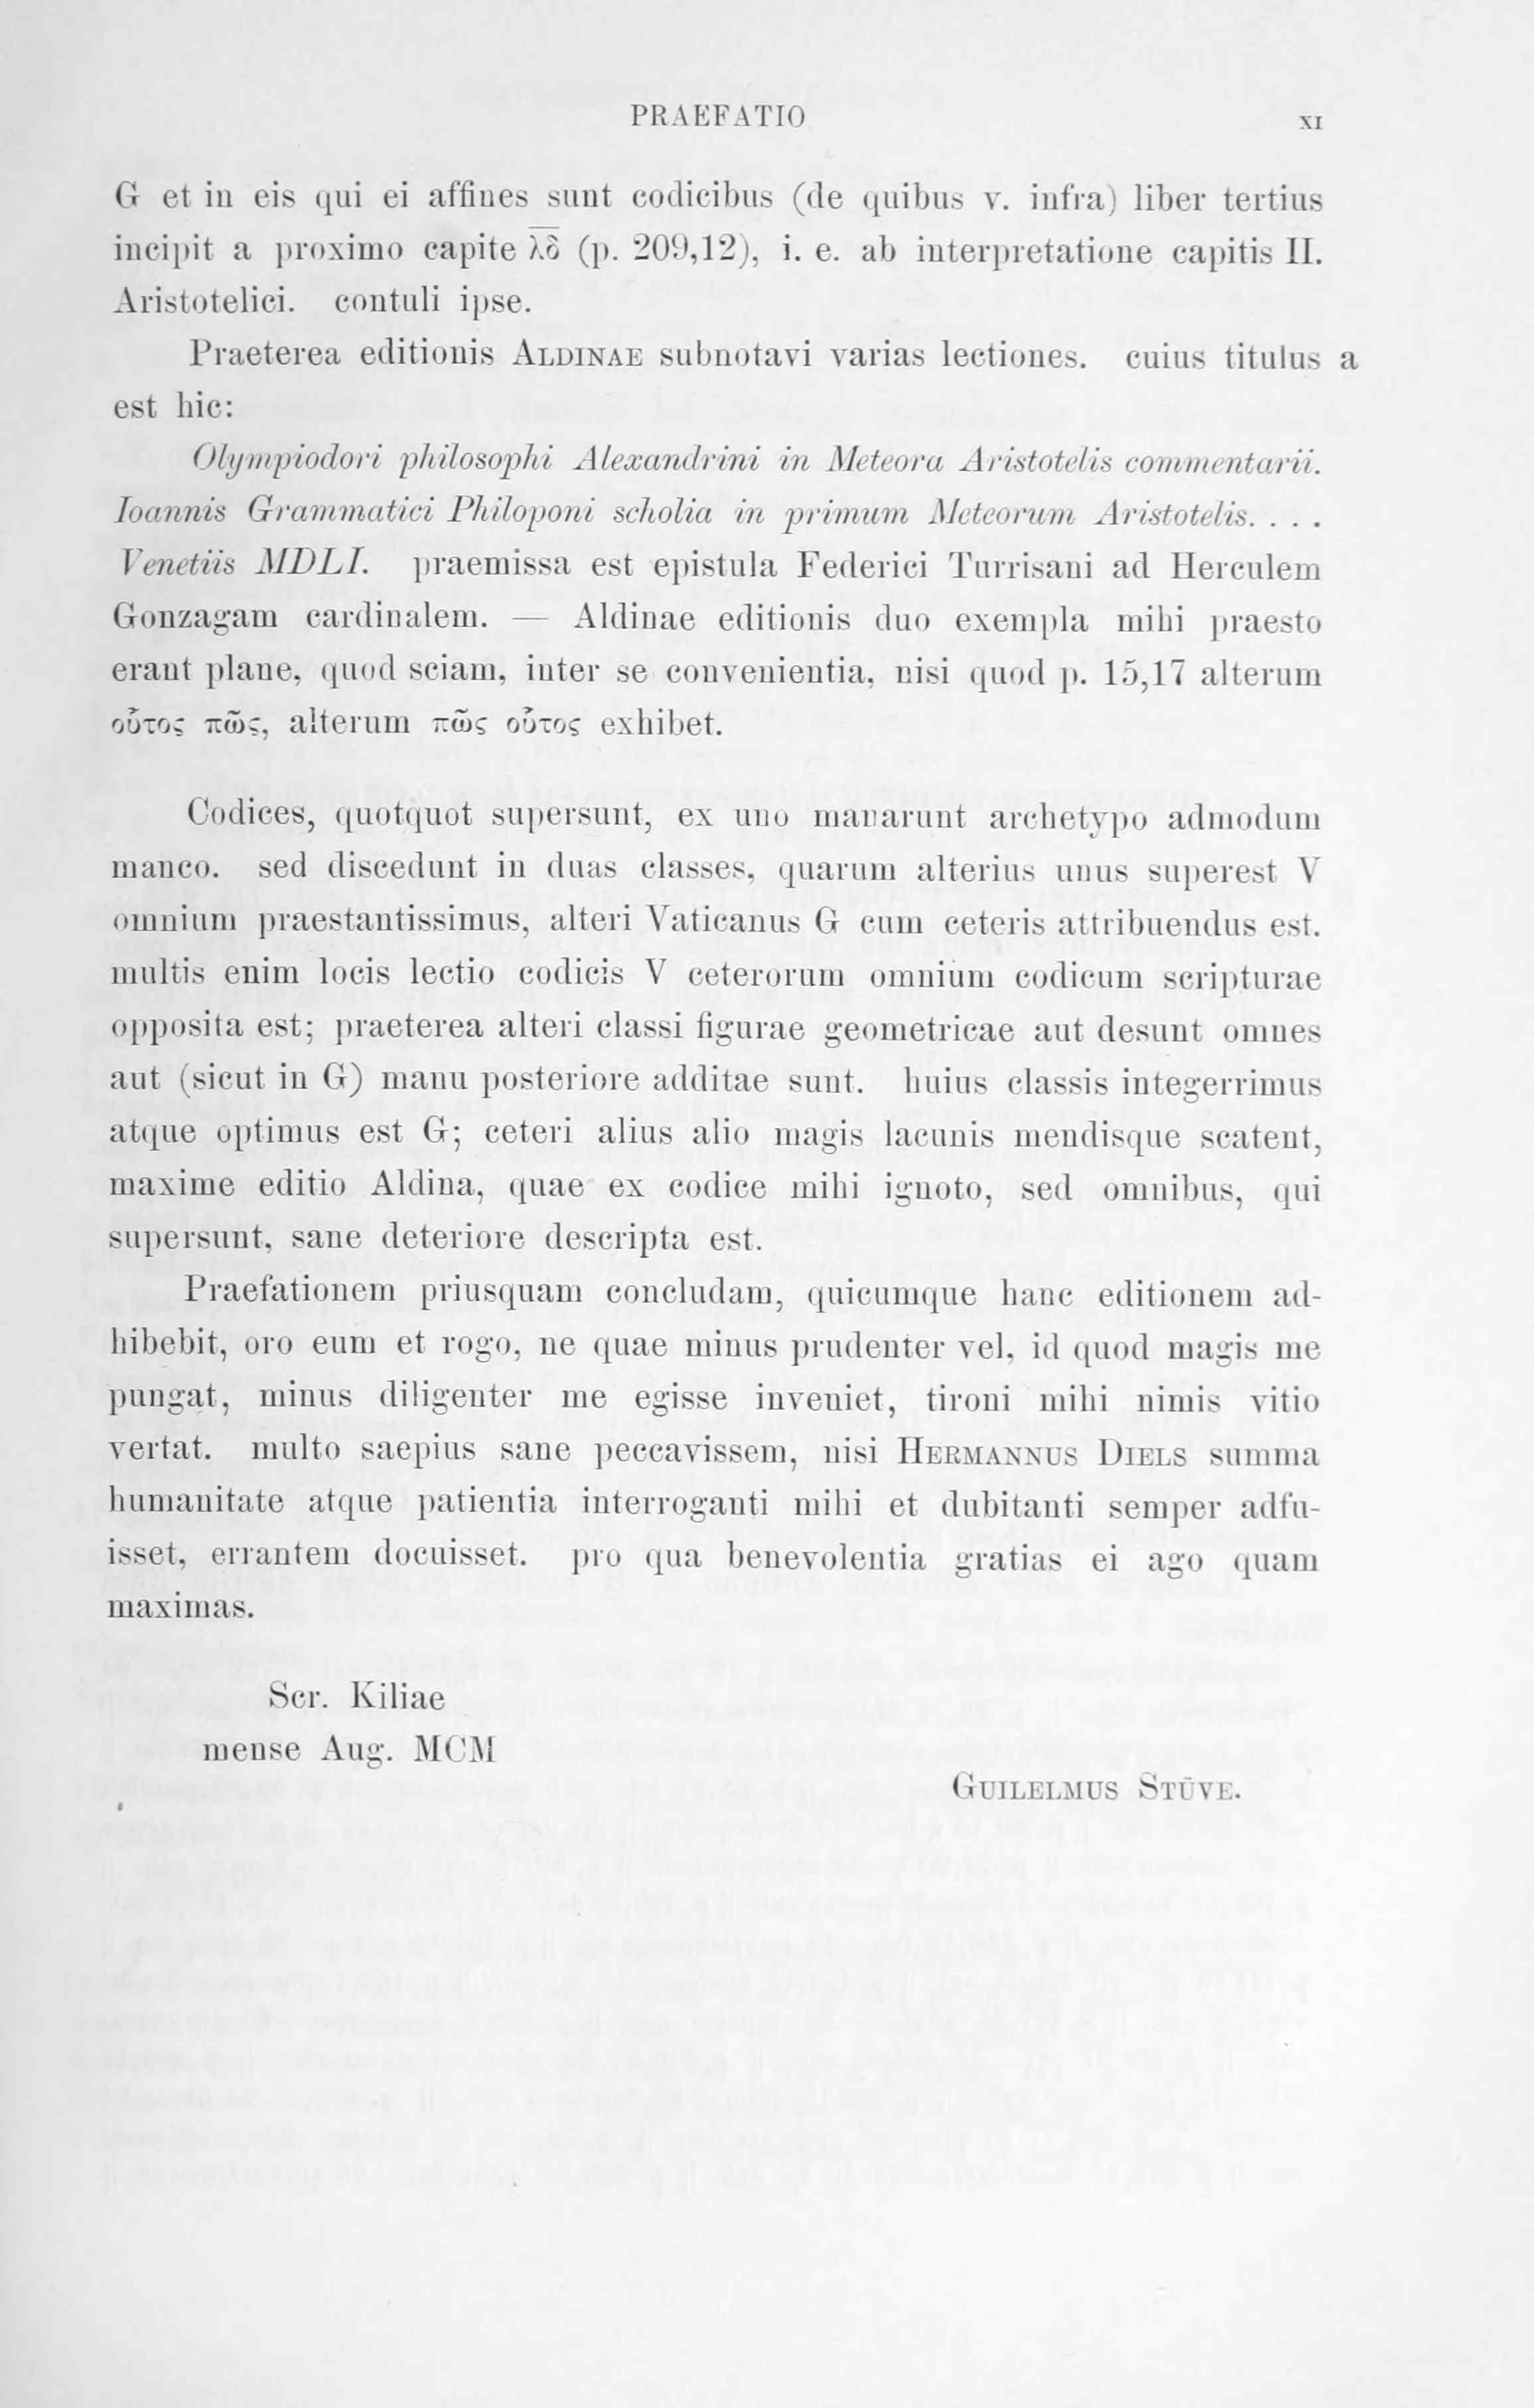 PRAEFATIO XI
G et in eis qui ei affines sunt codicibus (de quibus v. infra) liber tertius
incipit a proximo capite λ̅δ̅ (p. 209,12), i. e. ab interpretatione capitis II.
Aristotelici. contuli ipse.
Praeterea editionis ALDINAE subnotavi varias lectiones. cuius titulus a
est hic:
Olympiodori philosophi Alexandrini in Meteora Aristotelis commentarii.
Ioannis Grammatici Philoponi scholia in primum Meteorum Aristotelis. . . .
Venetiis MDLI. praemissa est epistula Federici Turrisani ad Herculem
Gonzagam cardinalem. — Aldinae editionis duo exempla mihi praesto
erant plane, quod sciam, inter se convenientia, nisi quod p. 15,17 alterum
οὗτος πῶς, alterum πῶς οὗτος exhibet.
Codices, quotquot supersunt, ex uno manarunt archetypo admodum
manco. sed discedunt in duas classes, quarum alterius unus superest V
omnium praestantissimus, alteri Vaticanus G cum ceteris attribuendus est.
multis enim locis lectio codicis V ceterorum omnium codicum scripturae
opposita est; praeterea alteri classi figurae geometricae aut desunt omnes
aut (sicut in G) manu posteriore additae sunt. huius classis integerrimus
atque optimus est G; ceteri alius alio magis lacunis mendisque scatent,
maxime editio Aldina, quae ex codice mihi ignoto, sed omnibus, qui
supersunt, sane deteriore descripta est.
Praefationem priusquam concludam, quicumque hanc editionem ad-
hibebit, oro eum et rogo, ne quae minus prudenter vel, id quod magis me
pungat, minus diligenter me egisse inveniet, tironi mihi nimis vitio
vertat. multo saepius sane peccavissem, nisi HERMANNUS DIELS summa
humanitate atque patientia interroganti mihi et dubitanti semper adfu-
isset, errantem docuisset. pro qua benevolentia gratias ei ago quam
maximas.
Scr. Kiliae
mense Aug. MCM
GUILELMUS STÜVE.